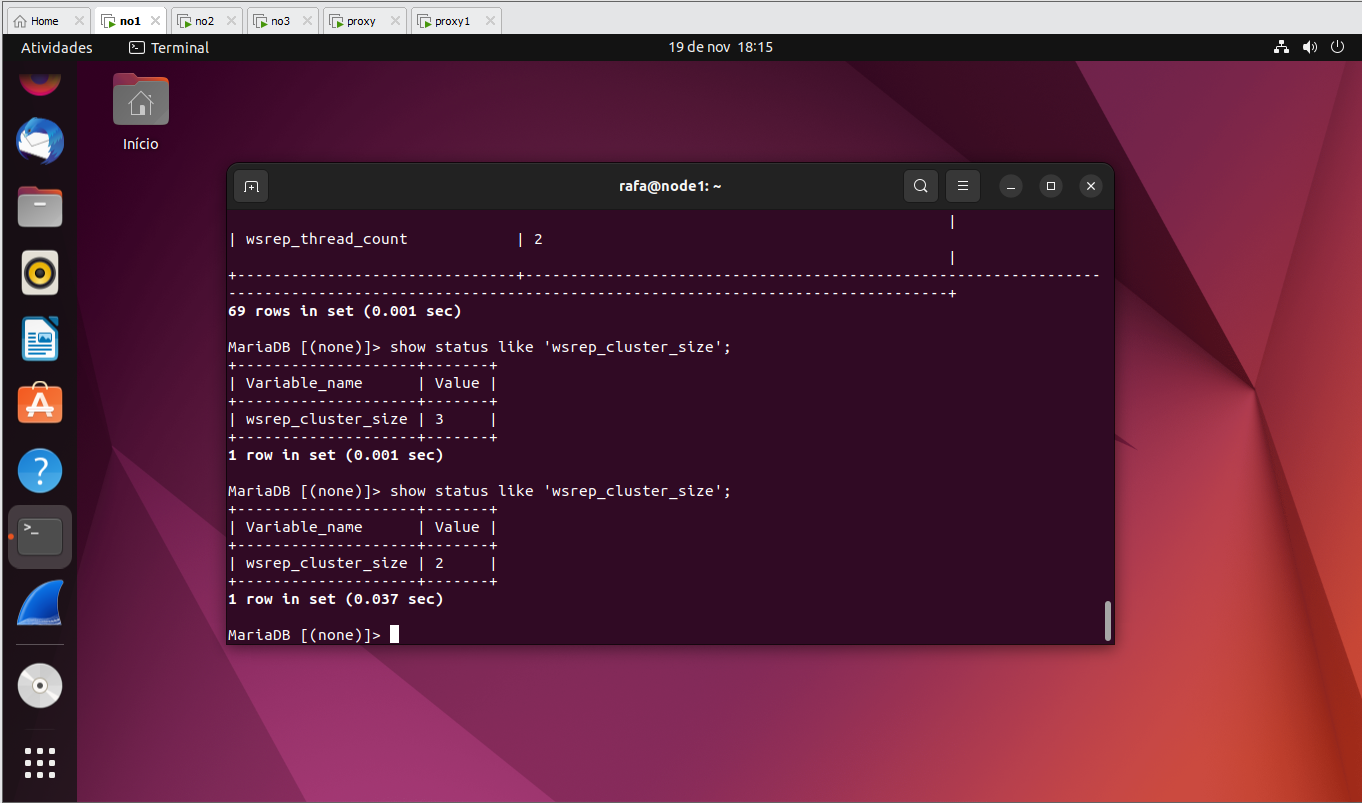 Home
no1
no2
no3
proxy
proxy1
Atividades
Terminal
19 de nov 18:15
Início
rafa@node1: ~
|
| wsrep_thread_count            | 2
|
+-------------------------------+----------------------------------------------------------------
--------------------------------------------------------------------------------+
69 rows in set (0.001 sec)
MariaDB [(none)]> show status like 'wsrep_cluster_size';
+--------------------+-------+
| Variable_name      | Value |
+--------------------+-------+
| wsrep_cluster_size | 3     |
+--------------------+-------+
1 row in set (0.001 sec)
MariaDB [(none)]> show status like 'wsrep_cluster_size';
+--------------------+-------+
| Variable_name      | Value |
+--------------------+-------+
| wsrep_cluster_size | 2     |
+--------------------+-------+
1 row in set (0.037 sec)
MariaDB [(none)]>